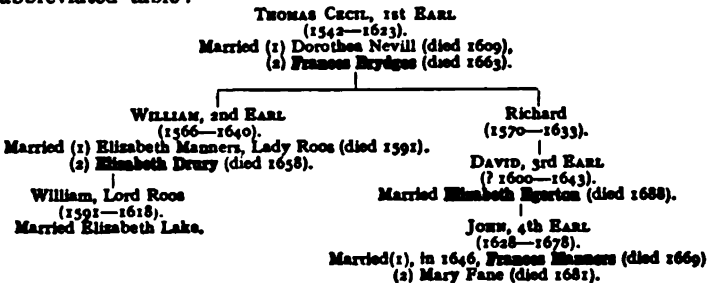 abbreviated table:
THOMAS CECIL, 1st EARL
(1542—1623).
Married (1) Dorothea Nevill (died 1609),
(2) Frances Brydges (died 1663).
WILLIAM, 2nd EARL
(1566—1640).
Married (1) Elizabeth Manners, Lady Roos (died 1591).
(2) Elizabeth Drury (died 1658).
William, Lord Roos
(1591—1618).
Married Elizabeth Lake.
Richard
(1570—1633).
DAVID, 3rd EARL
(? 1600—1643).
Married Elizabeth Egerton (died 1688).
JOHN, 4th EARL
(1628—1678).
Married(1), in 1646, Frances Manners (died 1669)
(2) Mary Fane (died 1681).